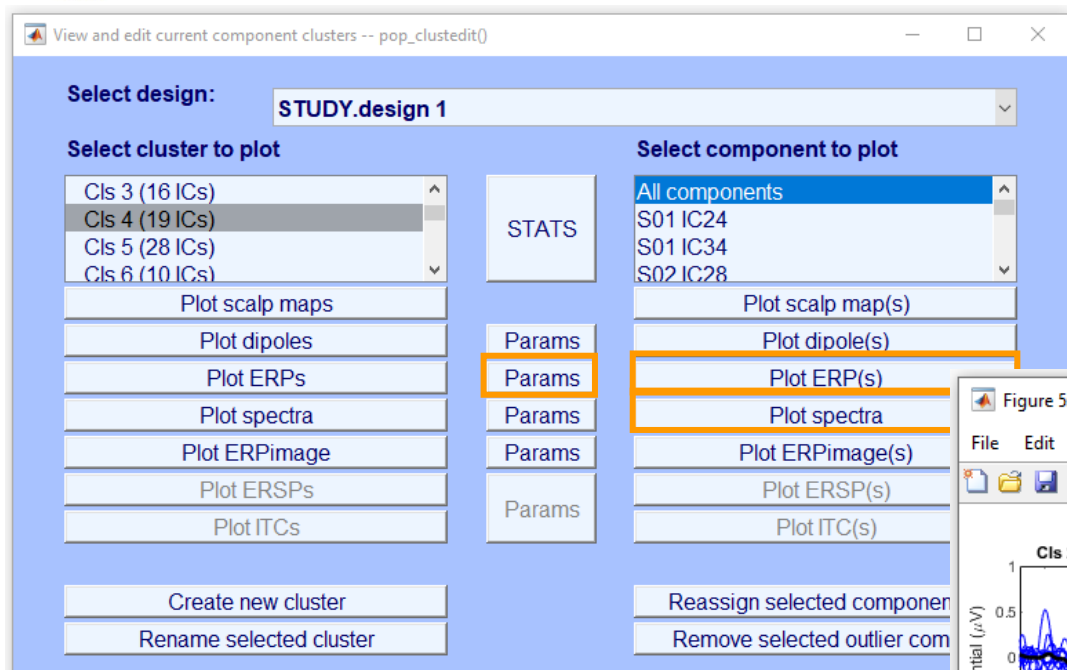 View and edit current component clusters -- pop_clustedit()
Select design:
STUDY.design 1
Select cluster to plot
Select component to plot
Cls 3 (16 ICs)
Cls 4 (19 ICs)
Cls 5 (28 ICs)
Cls 6 (10 ICs)
STATS
All components
S01 IC24
S01 IC34
S02 IC28
Plot scalp maps
Plot scalp map(s)
Plot dipoles
Params
Plot dipole(s)
Plot ERPs
Params
Plot ERP(s)
Plot spectra
Params
Plot spectra
Plot ERPimage
Params
Plot ERPimage(s)
Plot ERSPs
Params
Plot ERSP(s)
Plot ITCs
Plot ITC(s)
Create new cluster
Reassign selected componen
Rename selected cluster
Remove selected outlier com
Figure 5
File Edit
Cls
1
0.5
0
ntial (μV)